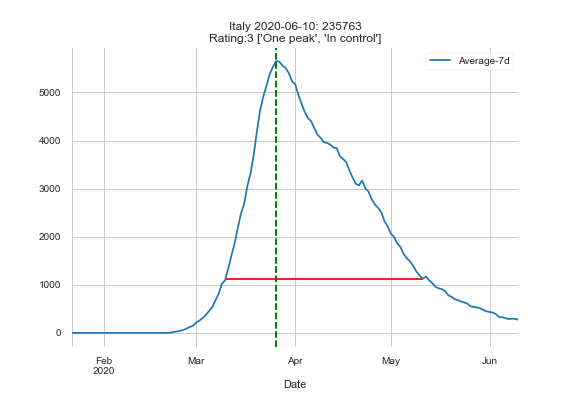 Italy 2020-06-10: 235763
Rating:3 ['One peak', 'In control']
Average-7d
5000
4000
3000
2000
1000
0
Feb
2020
Mar
Apr
May
Jun
Date